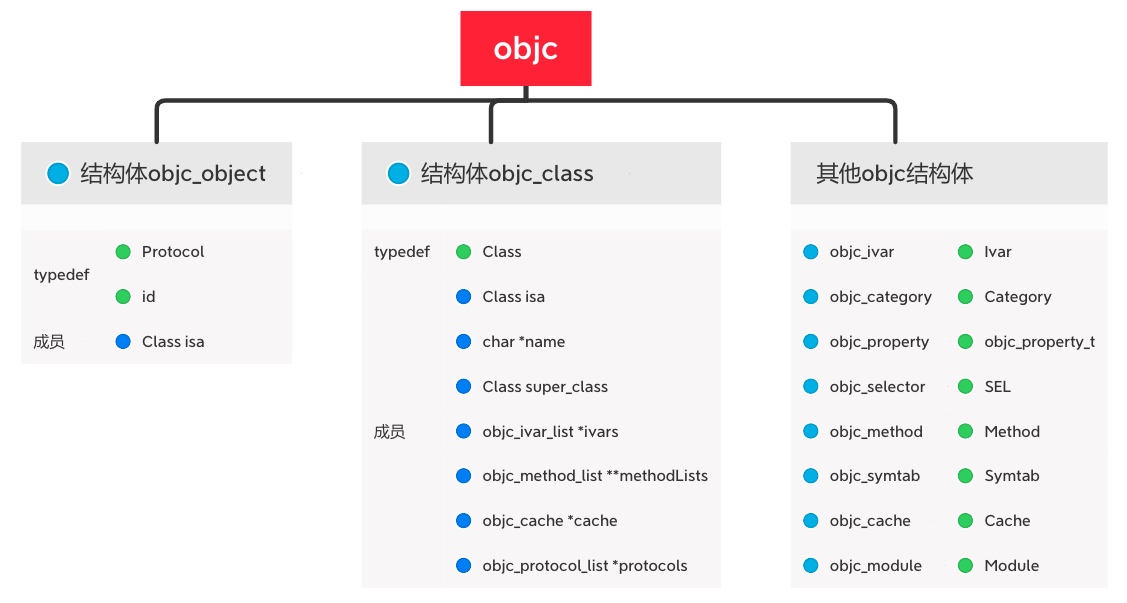 objc
结构体objc_object
typedef
Protocol
id
成员
Class isa
结构体objc_class
typedef
Class
成员
Class isa
char *name
Class super_class
objc_ivar_list *ivars
objc_method_list **methodLists
objc_cache *cache
objc_protocol_list *protocols
其他objc结构体
objc_ivar Ivar
objc_category Category
objc_property objc_property_t
objc_selector SEL
objc_method Method
objc_symtab Symtab
objc_cache Cache
objc_module Module